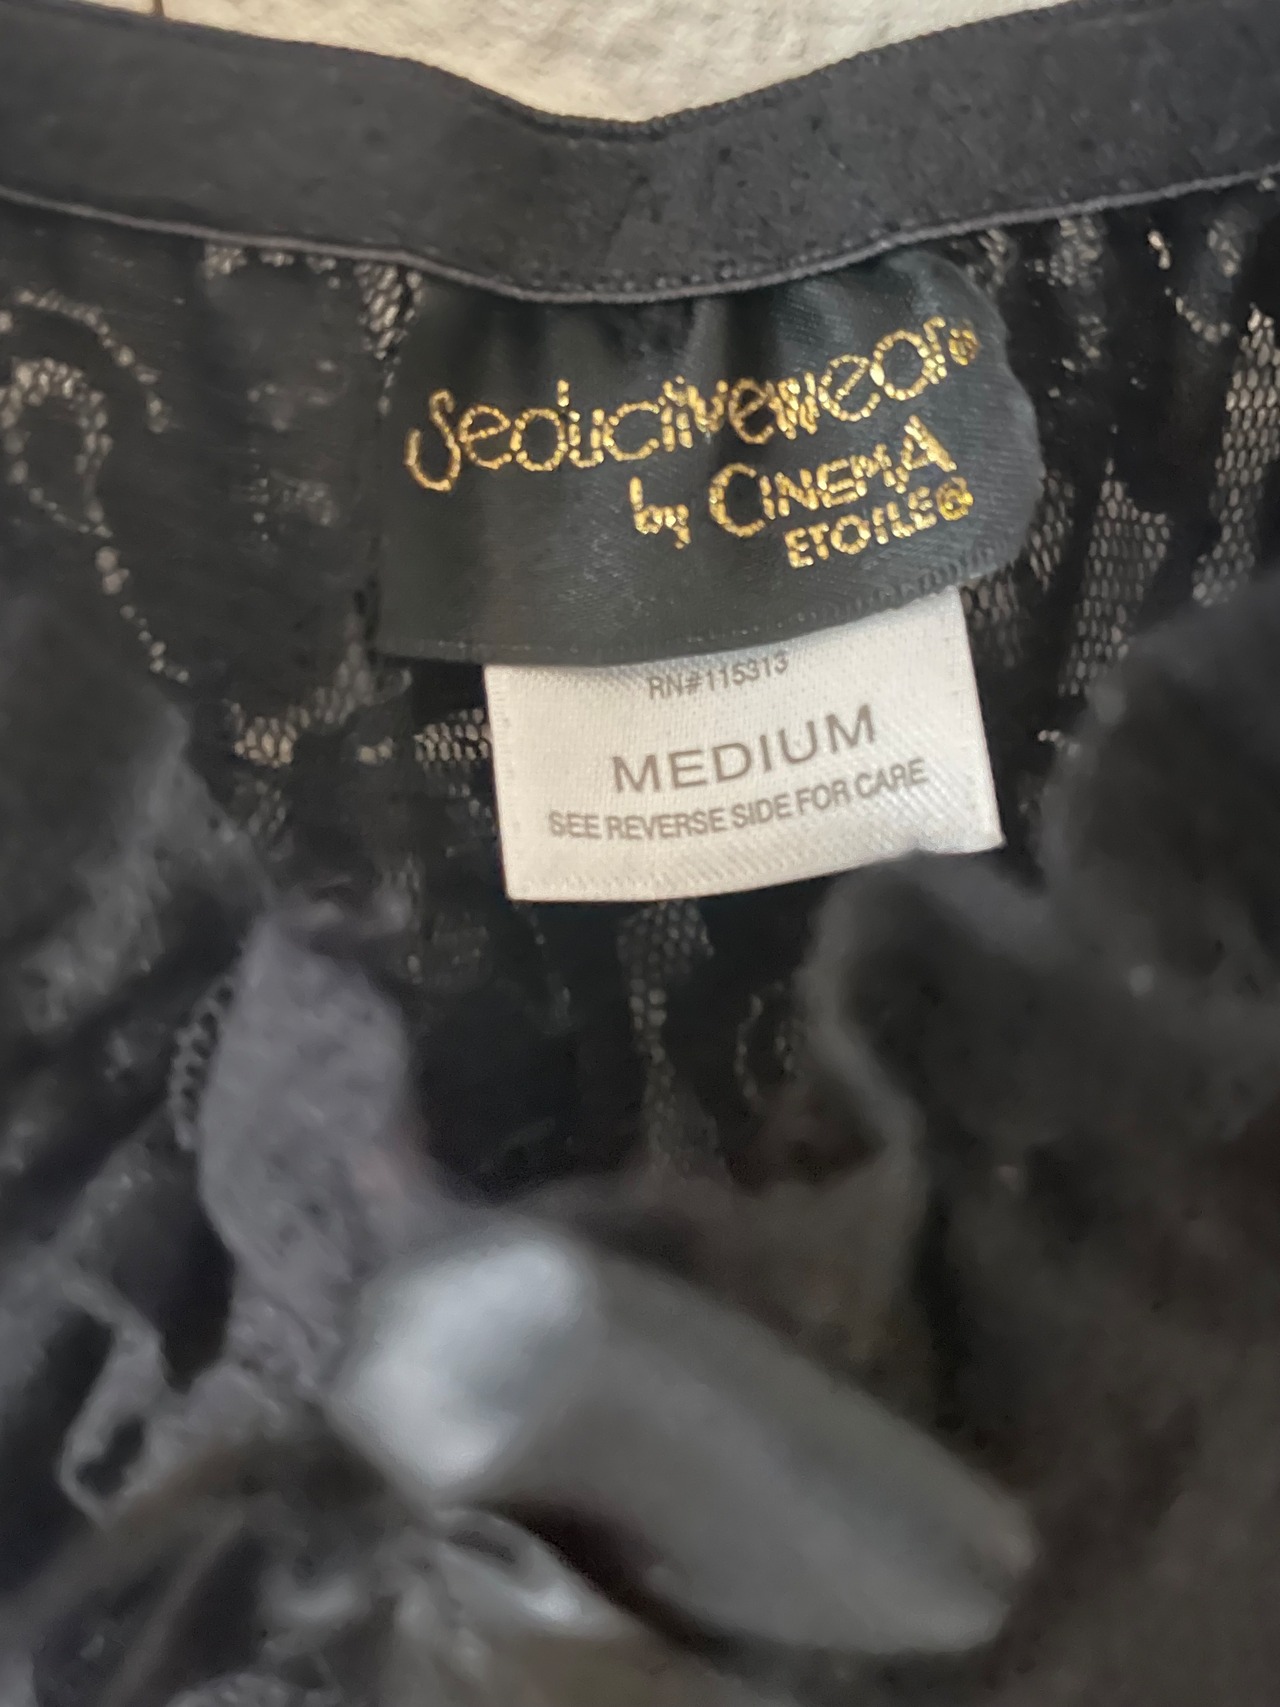 Seductivewear®
by CINEMA
ETOILE®
RN#115313
MEDIUM
SEE REVERSE SIDE FOR CARE